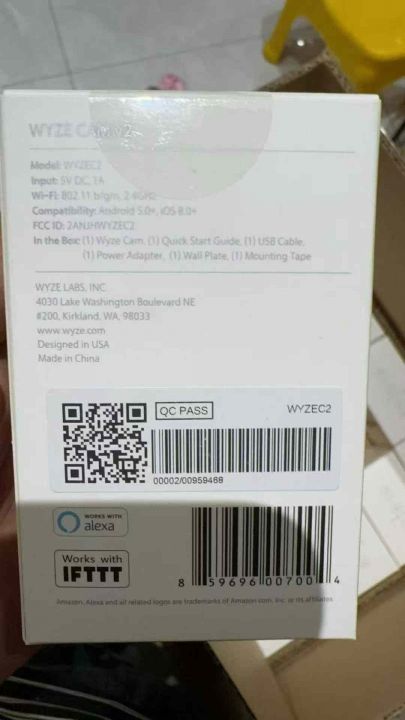 WYZE CAM v2
Model: WYZEC2
Input: 5V DC, 1A
Wi-Fi: 802.11 b/g/n, 2.4GHz
Compatibility: Android 5.0+, iOS 8.0+
FCC ID: 2ANJHWYZEC2
In the Box: (1) Wyze Cam, (1) Quick Start Guide, (1) USB Cable,
(1) Power Adapter, (1) Wall Plate, (1) Mounting Tape
WYZE LABS, INC.
4030 Lake Washington Boulevard NE
#200, Kirkland, WA, 98033
www.wyze.com
Designed in USA
Made in China
QC PASS
WYZEC2
00002/00959468
WORKS WITH
alexa
Works with
IFTTT
8 59696 00700 4
Amazon, Alexa and all related logos are trademarks of Amazon.com, Inc. or its affiliates.